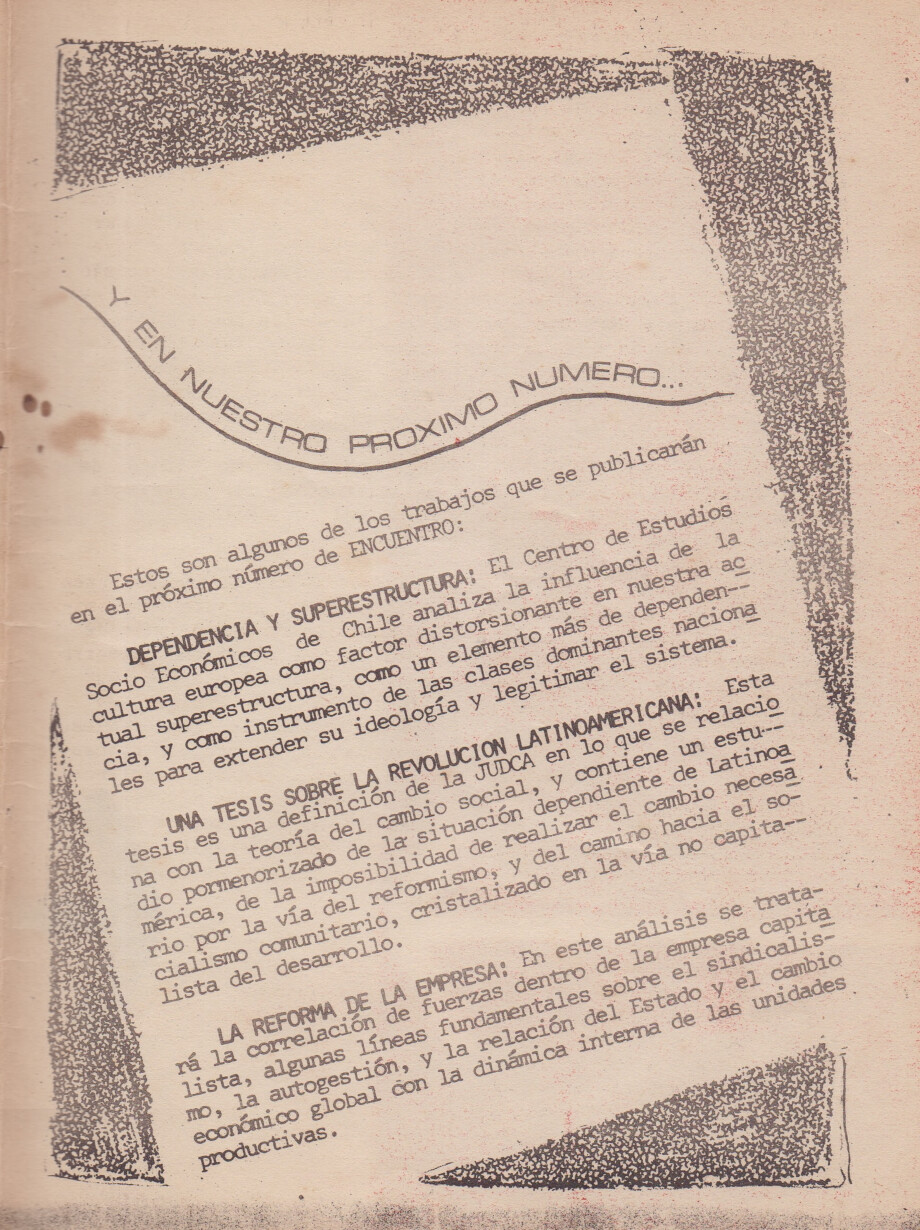 Y EN NUESTRO PROXIMO NUMERO...
Estos son algunos de los trabajos que se publicarán
en el próximo número de ENCUENTRO:
DEPENDENCIA Y SUPERESTRUCTURA: El Centro de Estudios
Socio Económicos de Chile analiza la influencia de la
cultura europea como factor distorsionante en nuestra ac
tual superestructura, como un elemento más de dependen--
cia, y como instrumento de las clases dominantes naciona
les para extender su ideología y legitimar el sistema.
UNA TESIS SOBRE LA REVOLUCION LATINOAMERICANA: Esta
tesis es una definición de la JUDCA en lo que se relacio
na con la teoría del cambio social, y contiene un estu--
dio pormenorizado de la situación dependiente de Latinoa
mérica, de la imposibilidad de realizar el cambio necesa
rio por la vía del reformismo, y del camino hacia el so-
cialismo comunitario, cristalizado en la vía no capita--
lista del desarrollo.
LA REFORMA DE LA EMPRESA: En este análisis se trata-
rá la correlación de fuerzas dentro de la empresa capita
lista, algunas líneas fundamentales sobre el sindicalis-
mo, la autogestión, y la relación del Estado y el cambio
económico global con la dinámica interna de las unidades
productivas.